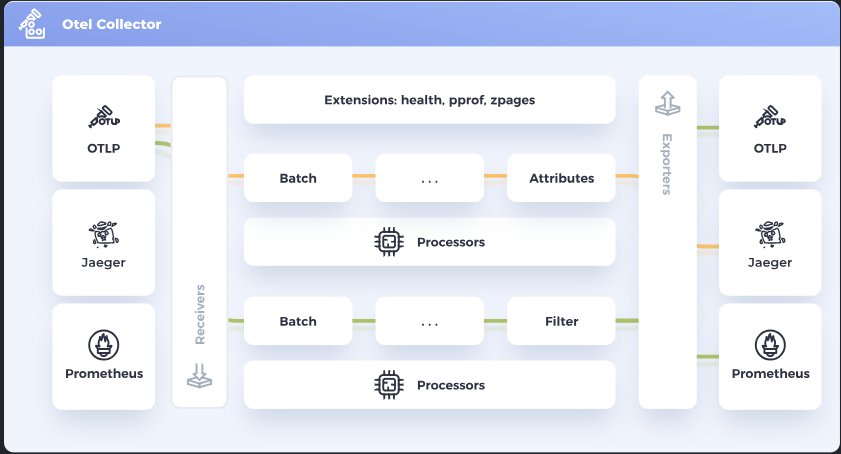 Otel Collector
OTLP
Jaeger
Prometheus
Receivers
Extensions: health, pprof, zpages
Batch
. . .
Attributes
Processors
Batch
. . .
Filter
Processors
Exporters
OTLP
Jaeger
Prometheus